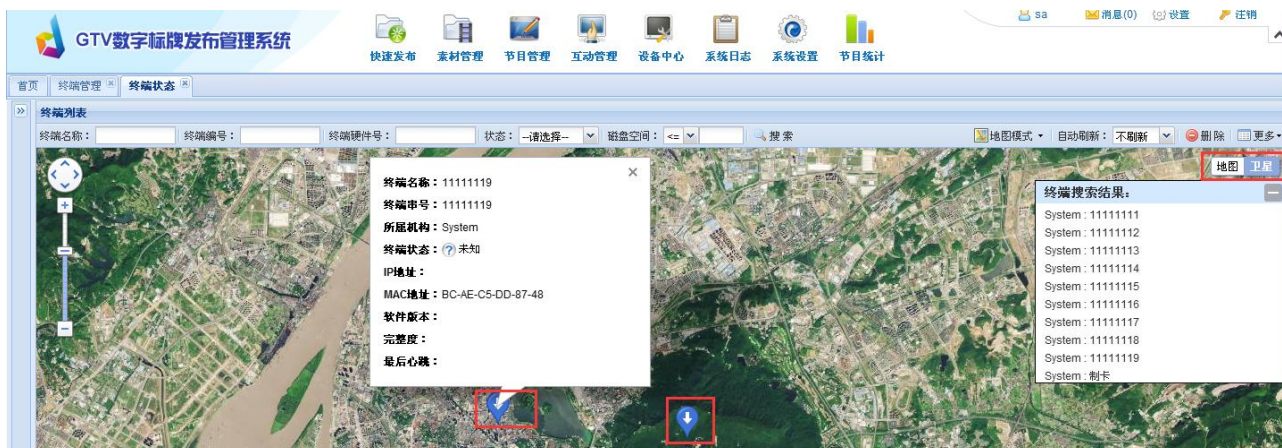 sa 消息(0) 设置 注销
GTV数字标牌发布管理系统
快速发布 素材管理 节目管理 互动管理 设备中心 系统日志 系统设置 节目统计
首页 终端管理 终端状态
终端列表
终端名称： 终端编号： 终端硬件号： 状态： --请选择-- 磁盘空间： <= 搜索 地图模式 自动刷新： 不刷新 删除 更多
地图 卫星
终端名称：11111119
终端串号：11111119
所属机构：System
终端状态：未知
IP地址：
MAC地址：BC-AE-C5-DD-87-48
软件版本：
完整度：
最后心跳：
终端搜索结果：
System : 11111111
System : 11111112
System : 11111113
System : 11111114
System : 11111115
System : 11111116
System : 11111117
System : 11111118
System : 11111119
System : 制卡